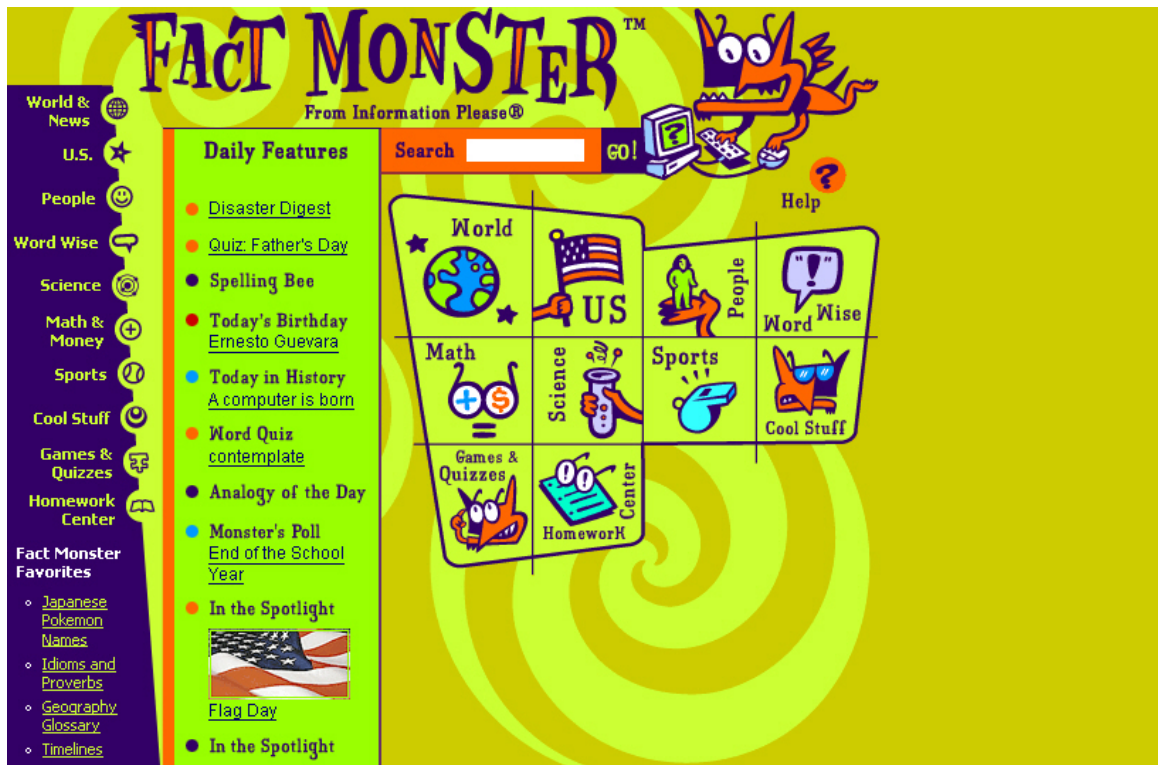 FACT MONSTER™
From Information Please®
World &
News
U.S.
People
Word Wise
Science
Math &
Money
Sports
Cool Stuff
Games &
Quizzes
Homework
Center
Fact Monster
Favorites
Japanese
Pokemon
Names
Idioms and
Proverbs
Geography
Glossary
Timelines
Daily Features
Disaster Digest
Quiz: Father's Day
Spelling Bee
Today's Birthday
Ernesto Guevara
Today in History
A computer is born
Word Quiz
contemplate
Analogy of the Day
Monster's Poll
End of the School
Year
In the Spotlight
Flag Day
In the Spotlight
Search
GO!
?
?
Help
World
US
People
"!"
Word Wise
Math
+ $
=
Science
Sports
Cool Stuff
Games &
Quizzes
!!
Homework Center